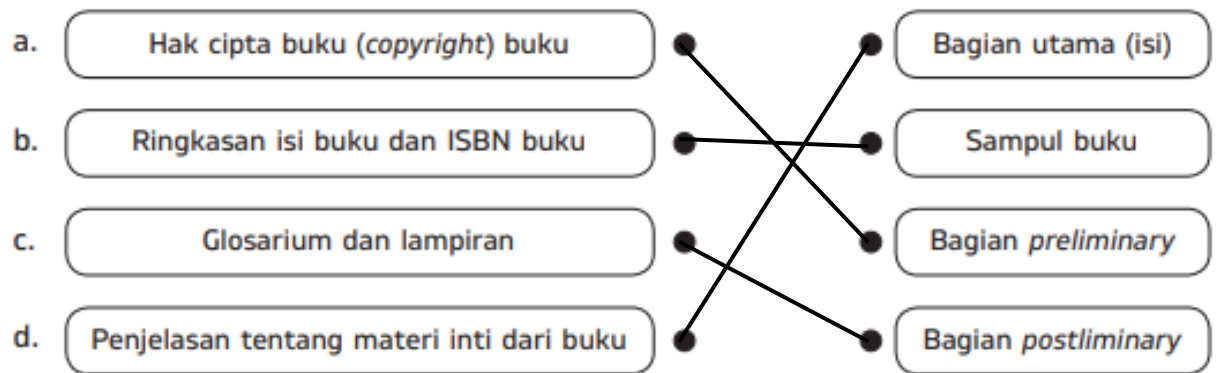 a. Hak cipta buku (copyright) buku Bagian utama (isi)
b. Ringkasan isi buku dan ISBN buku Sampul buku
c. Glosarium dan lampiran Bagian preliminary
d. Penjelasan tentang materi inti dari buku Bagian postliminary